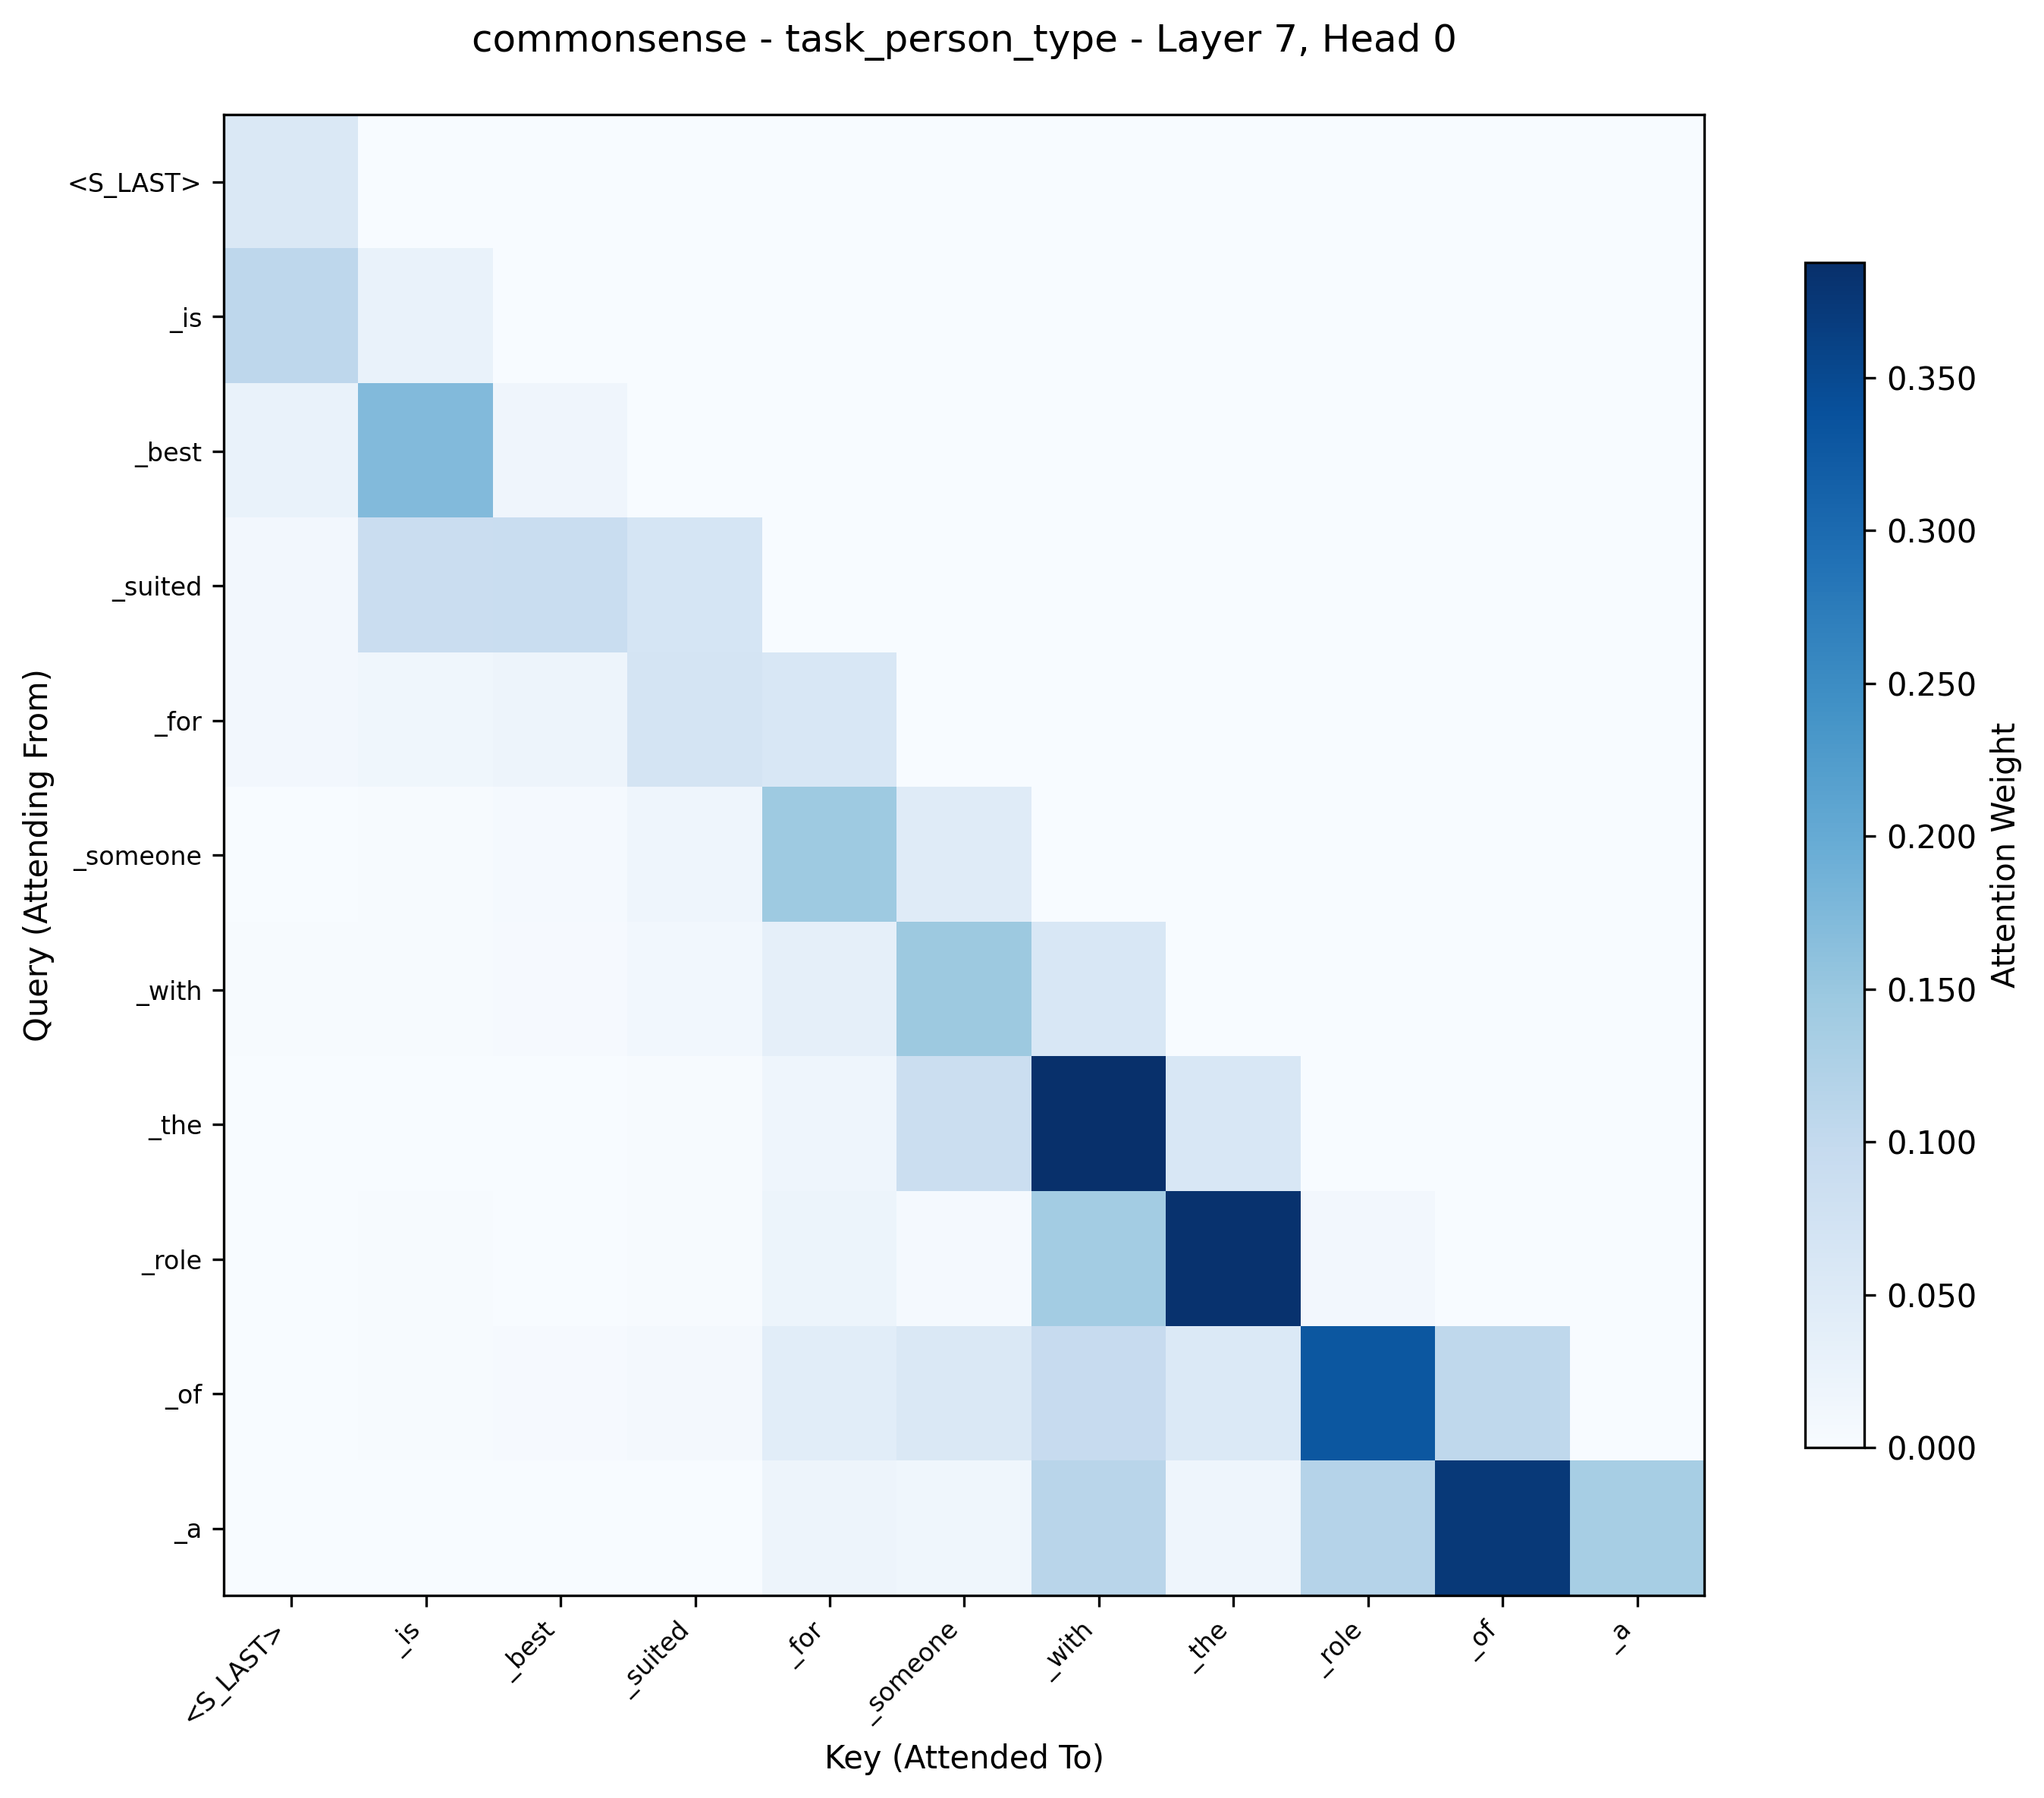 commonsense - task_person_type - Layer 7, Head 0
Query (Attending From)
<S_LAST>
_is
_best
_suited
_for
_someone
_with
_the
_role
_of
_a
<S_LAST>
_is
_best
_suited
_for
_someone
_with
_the
_role
_of
_a
Key (Attended To)
0.350
0.300
0.250
0.200
0.150
0.100
0.050
0.000
Attention Weight